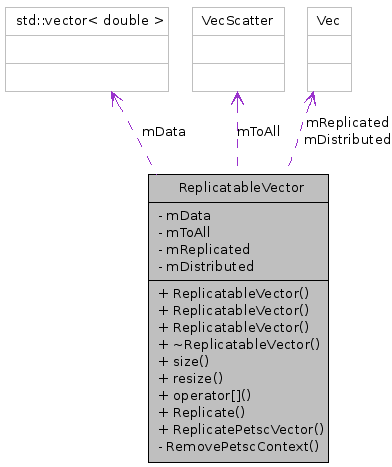 std::vector< double >
VecScatter
Vec
mData
mToAll
mReplicated
mDistributed
ReplicatableVector
- mData
- mToAll
- mReplicated
- mDistributed
+ ReplicatableVector()
+ ReplicatableVector()
+ ReplicatableVector()
+ ~ReplicatableVector()
+ size()
+ resize()
+ operator[]()
+ Replicate()
+ ReplicatePetscVector()
- RemovePetscContext()